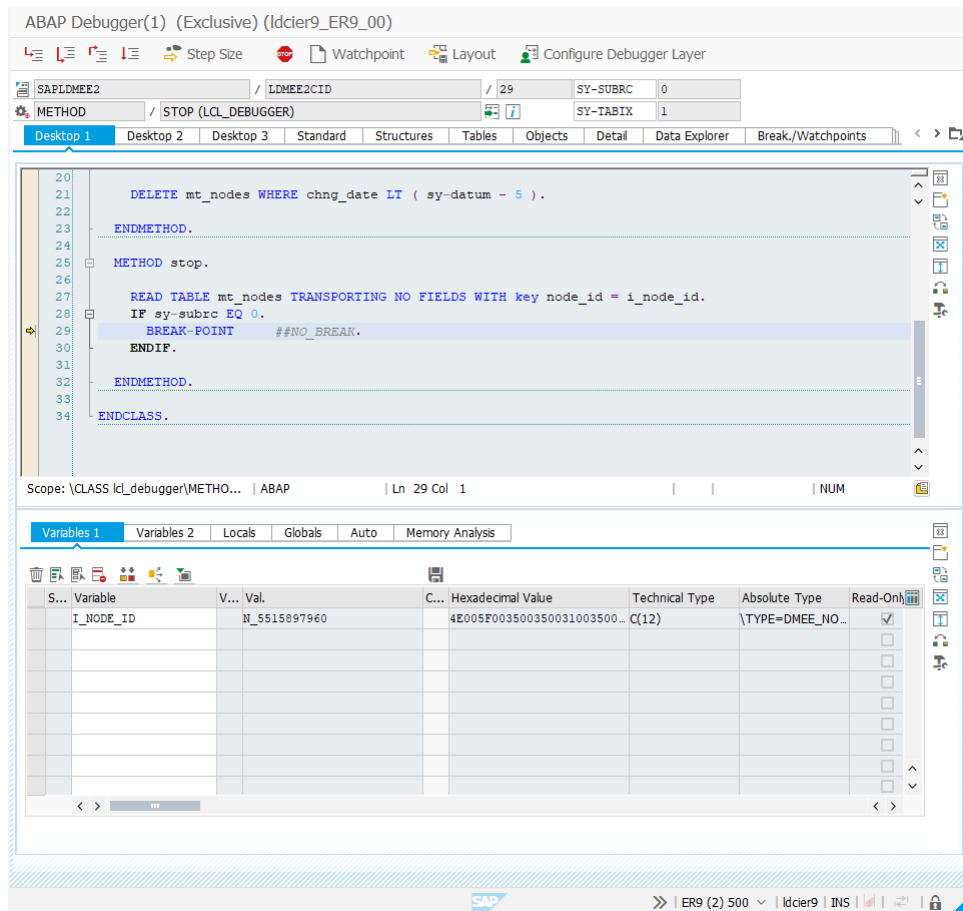 ABAP Debugger(1) (Exclusive) (ldcier9_ER9_00)
Step Size STOP Watchpoint Layout Configure Debugger Layer
SAPLDMEE2 / LDMEE2CID / 29 SY-SUBRC 0
METHOD / STOP (LCL_DEBUGGER) SY-TABIX 1
Desktop 1 Desktop 2 Desktop 3 Standard Structures Tables Objects Detail Data Explorer Break./Watchpoints
20
21 DELETE mt_nodes WHERE chng_date LT ( sy-datum - 5 ).
22
23 ENDMETHOD.
24
25 METHOD stop.
26
27 READ TABLE mt_nodes TRANSPORTING NO FIELDS WITH key node_id = i_node_id.
28 IF sy-subrc EQ 0.
29 BREAK-POINT ##NO_BREAK.
30 ENDIF.
31
32 ENDMETHOD.
33
34 ENDCLASS.
Scope: \CLASS lcl_debugger\METHO... | ABAP | Ln 29 Col 1 | | | NUM
Variables 1 Variables 2 Locals Globals Auto Memory Analysis
S... Variable V... Val. C... Hexadecimal Value Technical Type Absolute Type Read-Only
I_NODE_ID N_5515897960 4E005F003500350031003500... C(12) \TYPE=DMEE_NO...
SAP ER9 (2) 500 | ldcier9 | INS